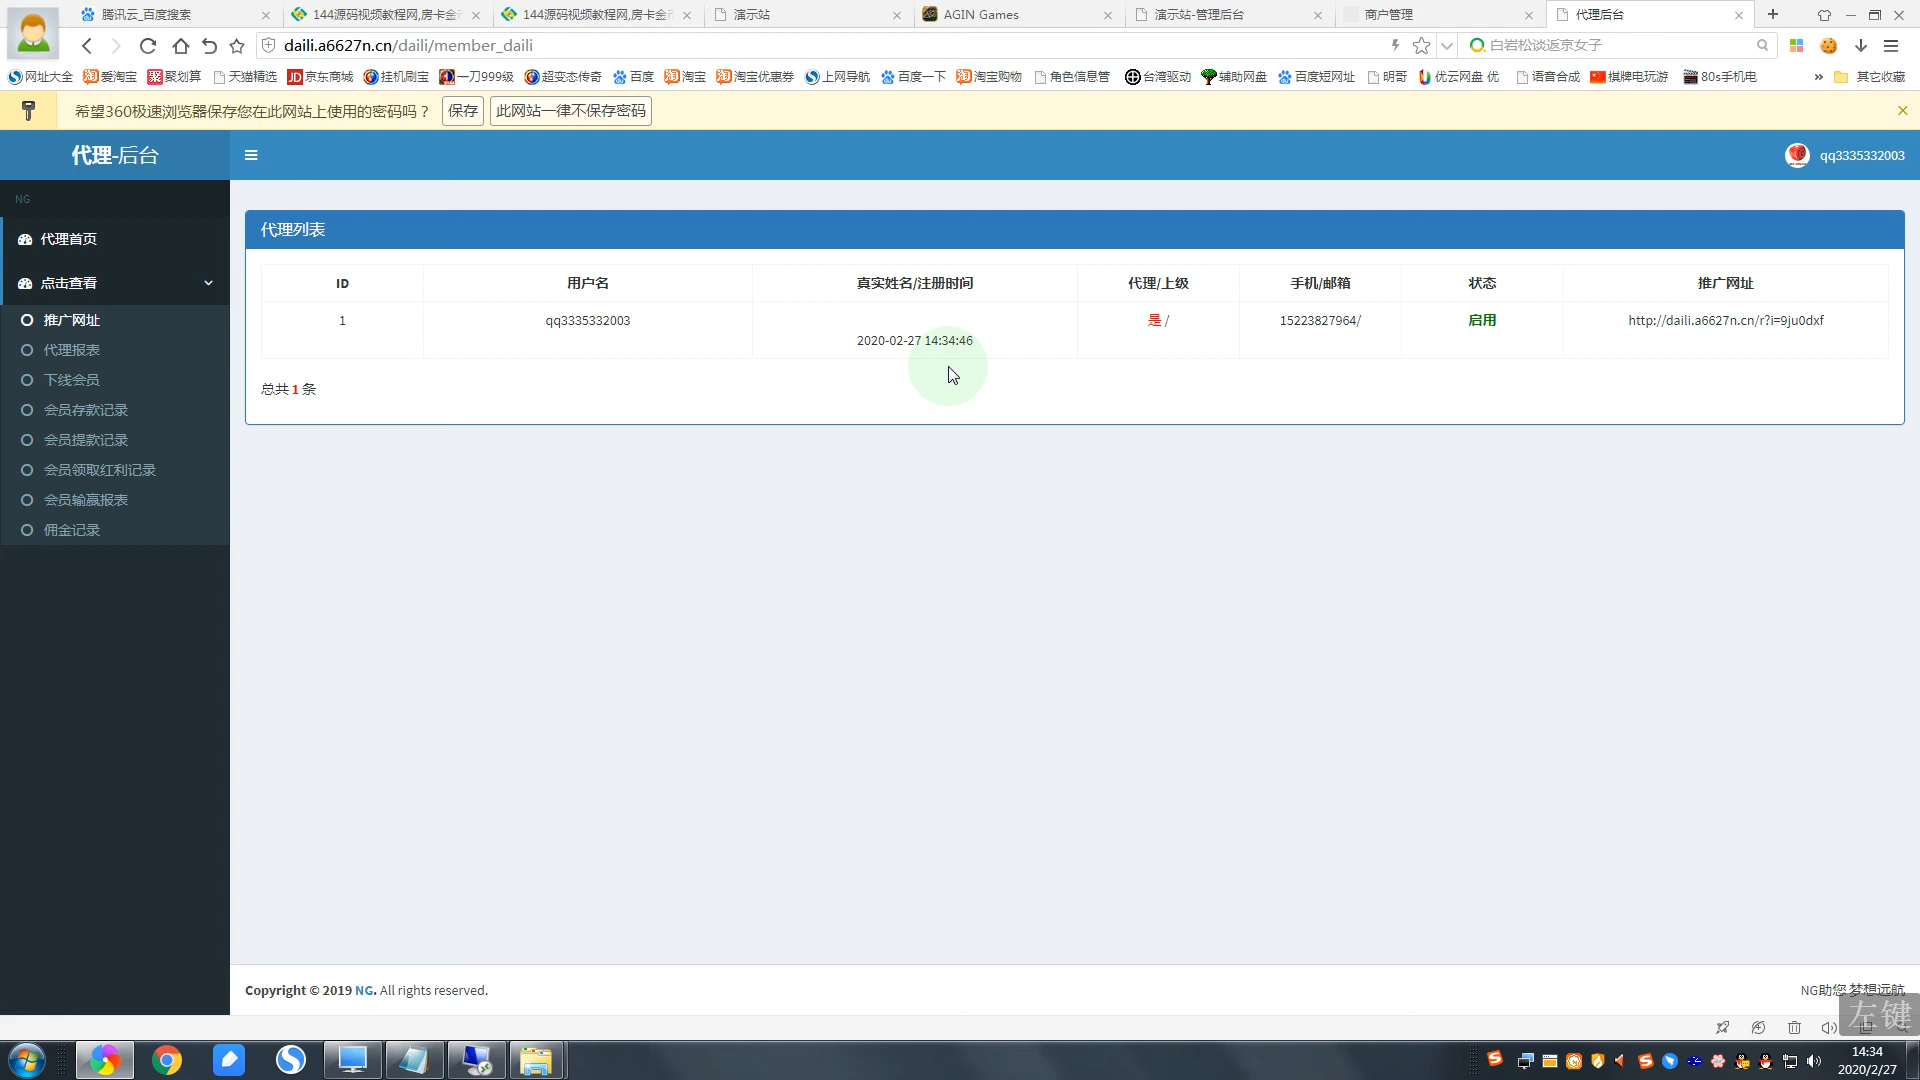 腾讯云_百度搜索
144源码视频教程网,房卡金币
144源码视频教程网,房卡金币
演示站
AGIN Games
演示站-管理后台
商户管理
代理后台
daili.a6627n.cn/daili/member_daili
白岩松谈返京女子
网址大全 爱淘宝 聚划算 天猫精选 京东商城 挂机刷宝 一刀999级 超变态传奇 百度 淘宝 淘宝优惠券 上网导航 百度一下 淘宝购物 角色信息管 台湾驱动 辅助网盘 百度短网址 明哥 优云网盘 优 语音合成 棋牌电玩游 80s手机电 » 其它收藏
希望360极速浏览器保存您在此网站上使用的密码吗？ 保存 此网站一律不保存密码
代理-后台
qq3335332003
NG
代理首页
点击查看
推广网址
代理报表
下线会员
会员存款记录
会员提款记录
会员领取红利记录
会员输赢报表
佣金记录
代理列表
ID 用户名 真实姓名/注册时间 代理/上级 手机/邮箱 状态 推广网址
1 qq3335332003 2020-02-27 14:34:46 是 / 15223827964/ 启用 http://daili.a6627n.cn/r?i=9ju0dxf
总共 1 条
Copyright © 2019 NG. All rights reserved.
NG助您 梦想远航
左键
14:34
2020/2/27